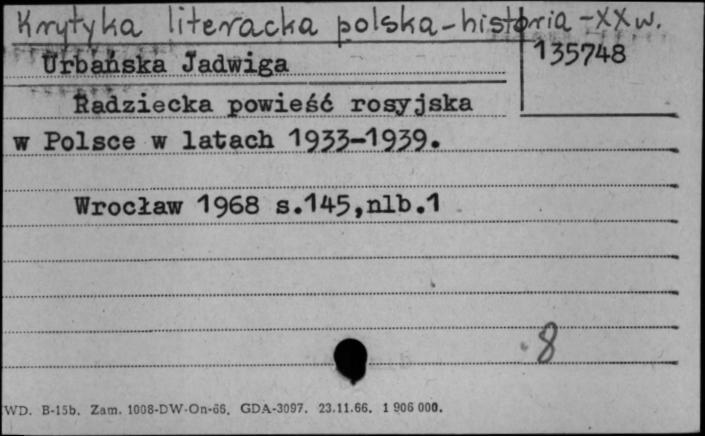 Krytyka literacka polska-historia-XX w.
135748
Urbańska Jadwiga
Radziecka powieść rosyjska
w Polsce w latach 1933-1939.
Wrocław 1968 s.145,nlb.1
8
WD. B-15b. Zam. 1008-DW-On-66. GDA-3097. 23.11.66. 1 906 000.